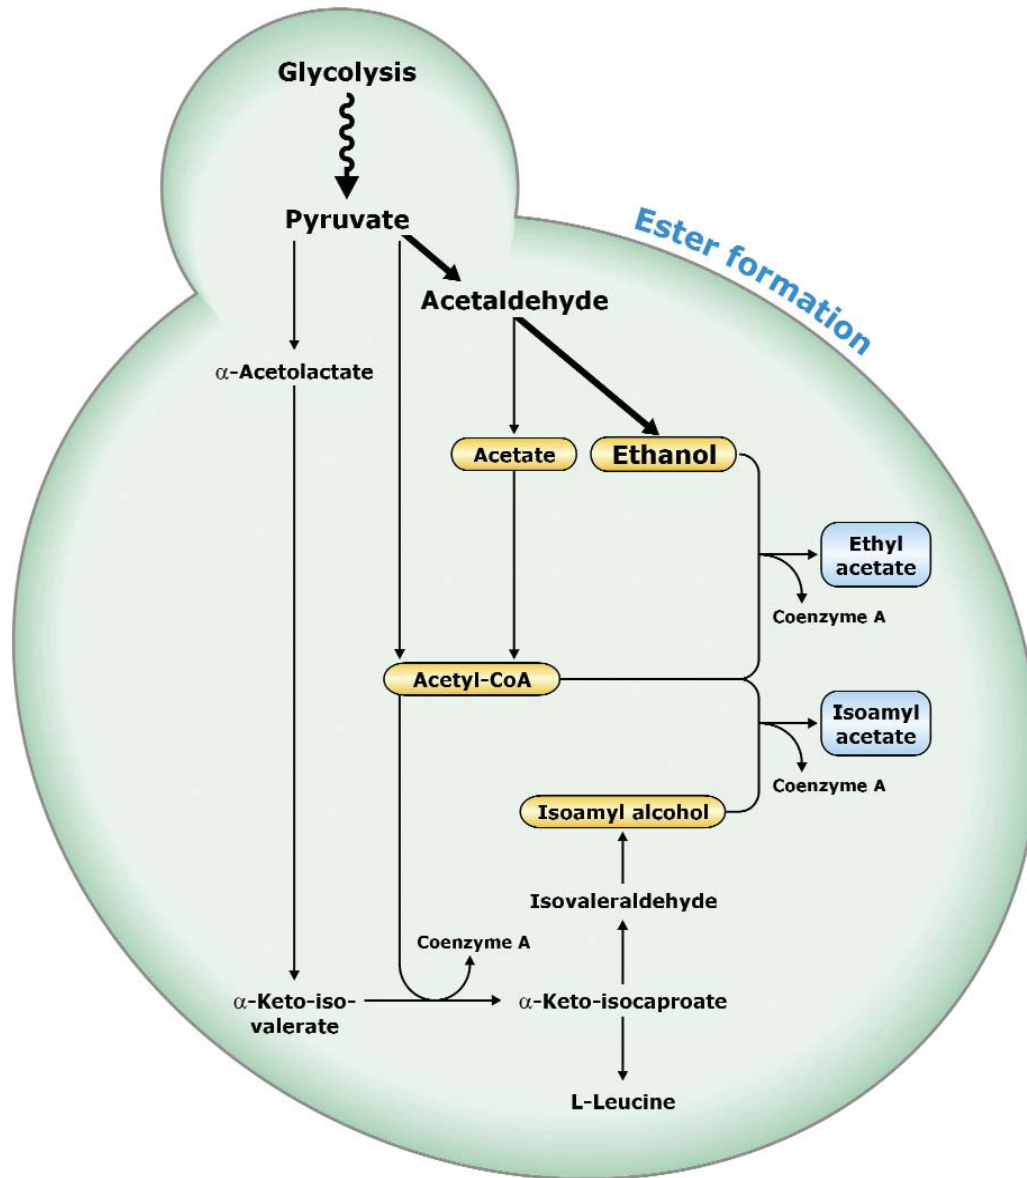 Glycolysis
Pyruvate
Ester formation
Acetaldehyde
α-Acetolactate
Acetate
Ethanol
Ethyl
acetate
Coenzyme A
Acetyl-CoA
Isoamyl
acetate
Coenzyme A
Isoamyl alcohol
Isovaleraldehyde
Coenzyme A
α-Keto-iso-
valerate
α-Keto-isocaproate
L-Leucine